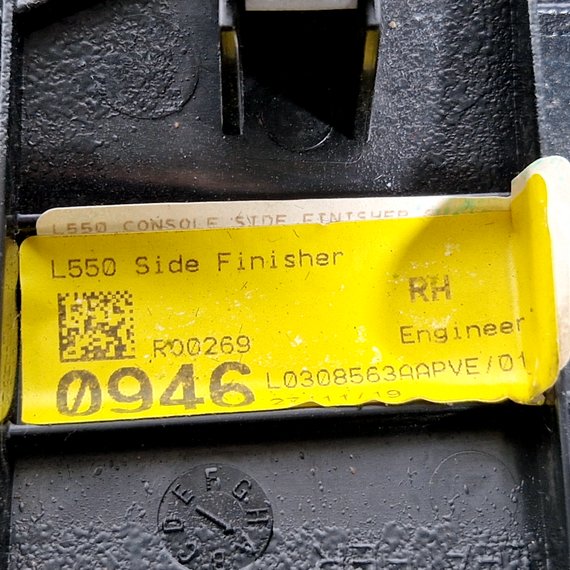 L550 CONSOLE SIDE FINISHER
L550 Side Finisher
RH
R00269
Engineer
0946
L0308563AAPVE/01
27/11/19
A B C D E F G H